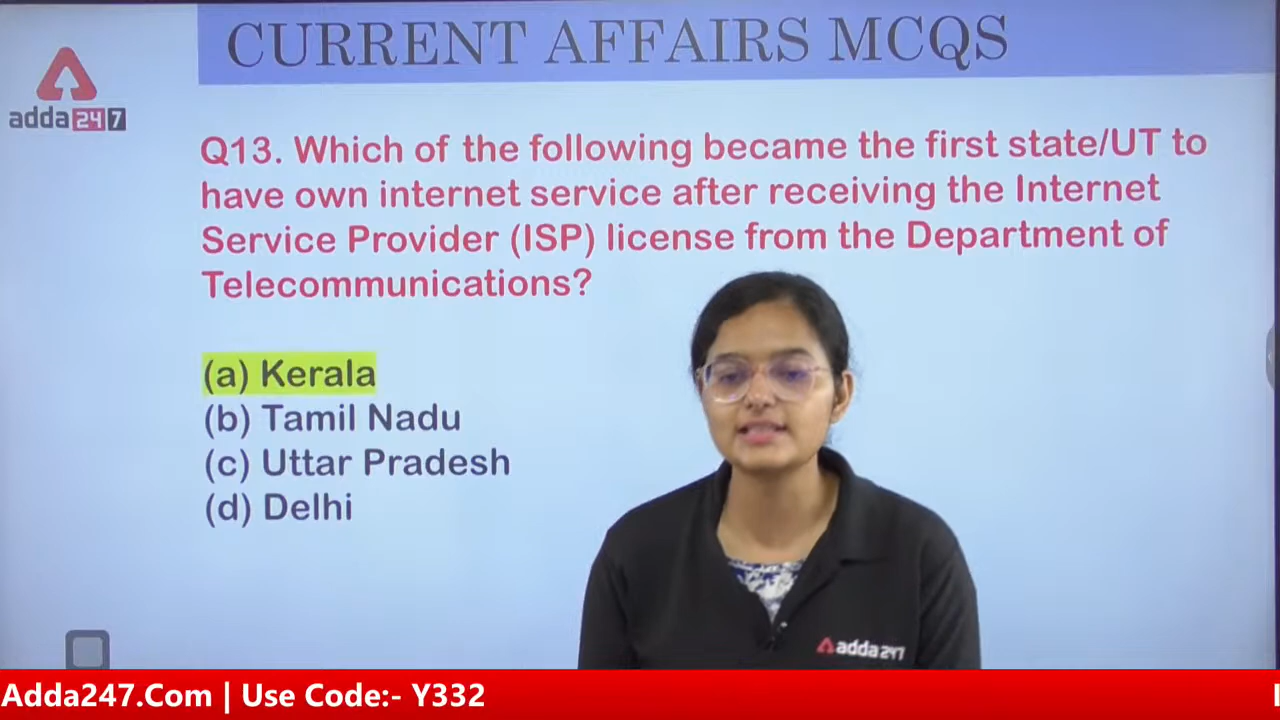 CURRENT AFFAIRS MCQS
adda247
Q13. Which of the following became the first state/UT to
have own internet service after receiving the Internet
Service Provider (ISP) license from the Department of
Telecommunications?
(a) Kerala
(b) Tamil Nadu
(c) Uttar Pradesh
(d) Delhi
adda247
Adda247.Com | Use Code:- Y332